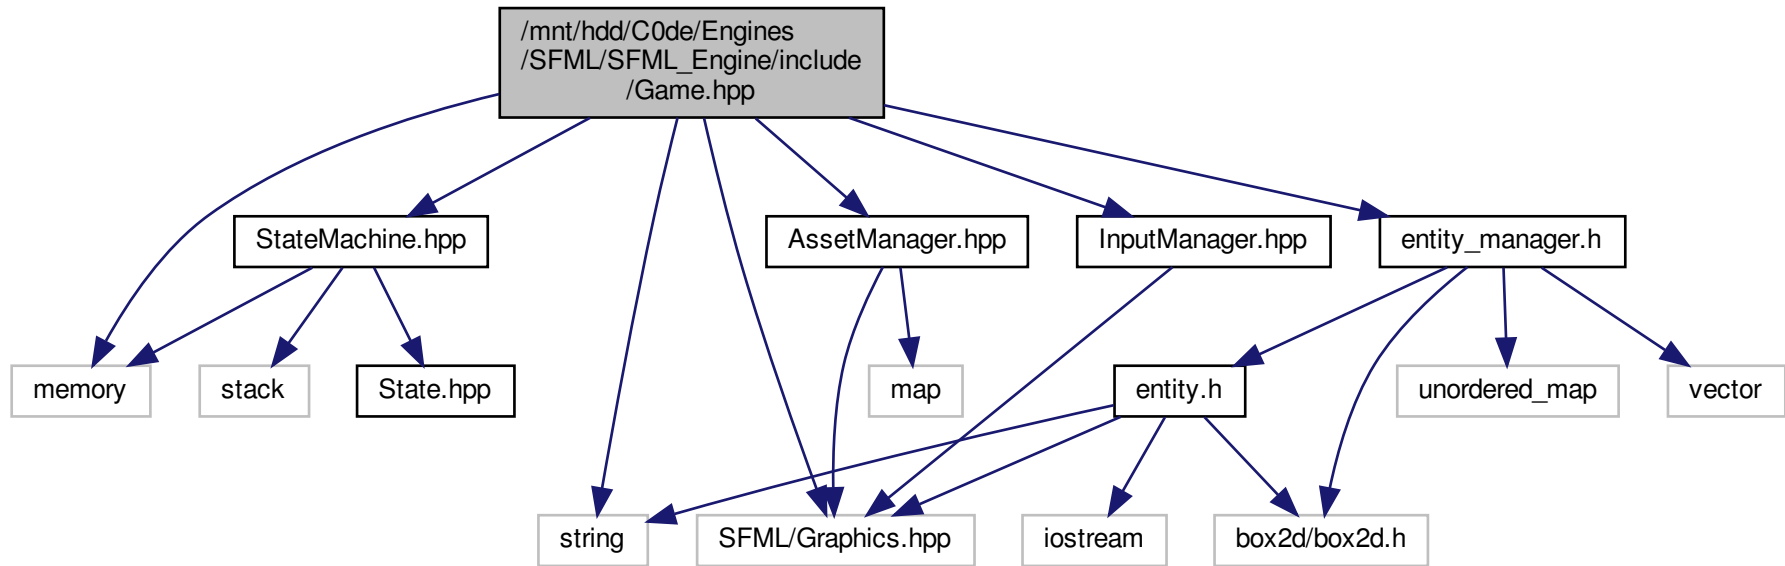 /mnt/hdd/C0de/Engines
/SFML/SFML_Engine/include
/Game.hpp
StateMachine.hpp
AssetManager.hpp
InputManager.hpp
entity_manager.h
memory
stack
State.hpp
map
entity.h
unordered_map
vector
string
SFML/Graphics.hpp
iostream
box2d/box2d.h